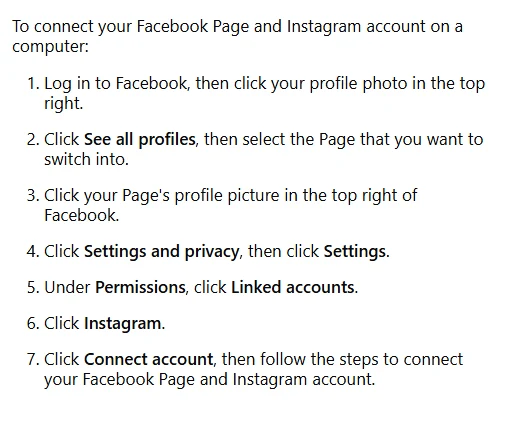 To connect your Facebook Page and Instagram account on a
computer:
1. Log in to Facebook, then click your profile photo in the top
right.
2. Click See all profiles, then select the Page that you want to
switch into.
3. Click your Page's profile picture in the top right of
Facebook.
4. Click Settings and privacy, then click Settings.
5. Under Permissions, click Linked accounts.
6. Click Instagram.
7. Click Connect account, then follow the steps to connect
your Facebook Page and Instagram account.